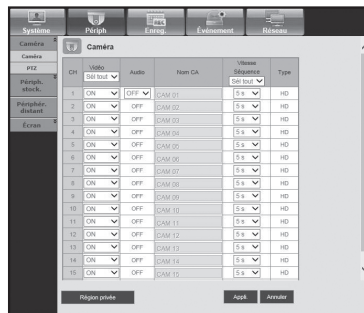 Système Périph Enreg. Événement Réseau
Caméra
Caméra
PTZ
Périph. stock.
Périphér. distant
Écran
Caméra
CH Vidéo Audio Nom CA Vitesse Séquence Type
Sél tout Sél tout
1 ON OFF CAM 01 5 s HD
2 ON OFF CAM 02 5 s HD
3 ON OFF CAM 03 5 s HD
4 ON OFF CAM 04 5 s HD
5 ON OFF CAM 05 5 s HD
6 ON OFF CAM 06 5 s HD
7 ON OFF CAM 07 5 s HD
8 ON OFF CAM 08 5 s HD
9 ON OFF CAM 09 5 s HD
10 ON OFF CAM 10 5 s HD
11 ON OFF CAM 11 5 s HD
12 ON OFF CAM 12 5 s HD
13 ON OFF CAM 13 5 s HD
14 ON OFF CAM 14 5 s HD
15 ON OFF CAM 15 5 s HD
Région privée Appli. Annuler